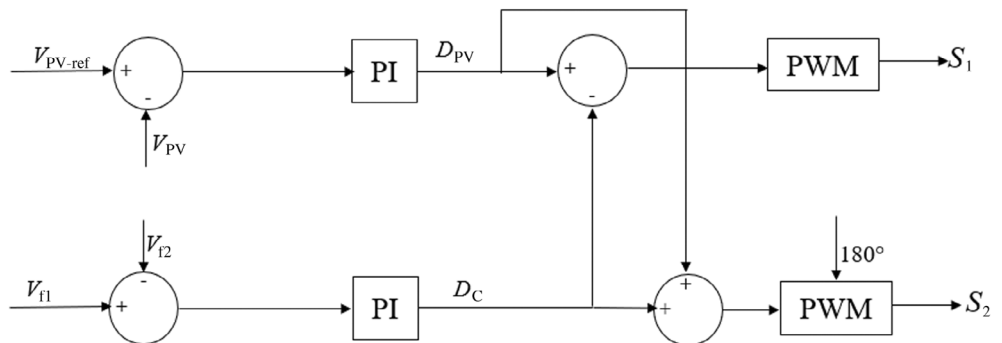 V_PV-ref
+
-
V_PV
PI
D_PV
+
-
PWM
S_1
V_f2
-
V_f1
+
PI
D_C
+
+
180°
PWM
S_2